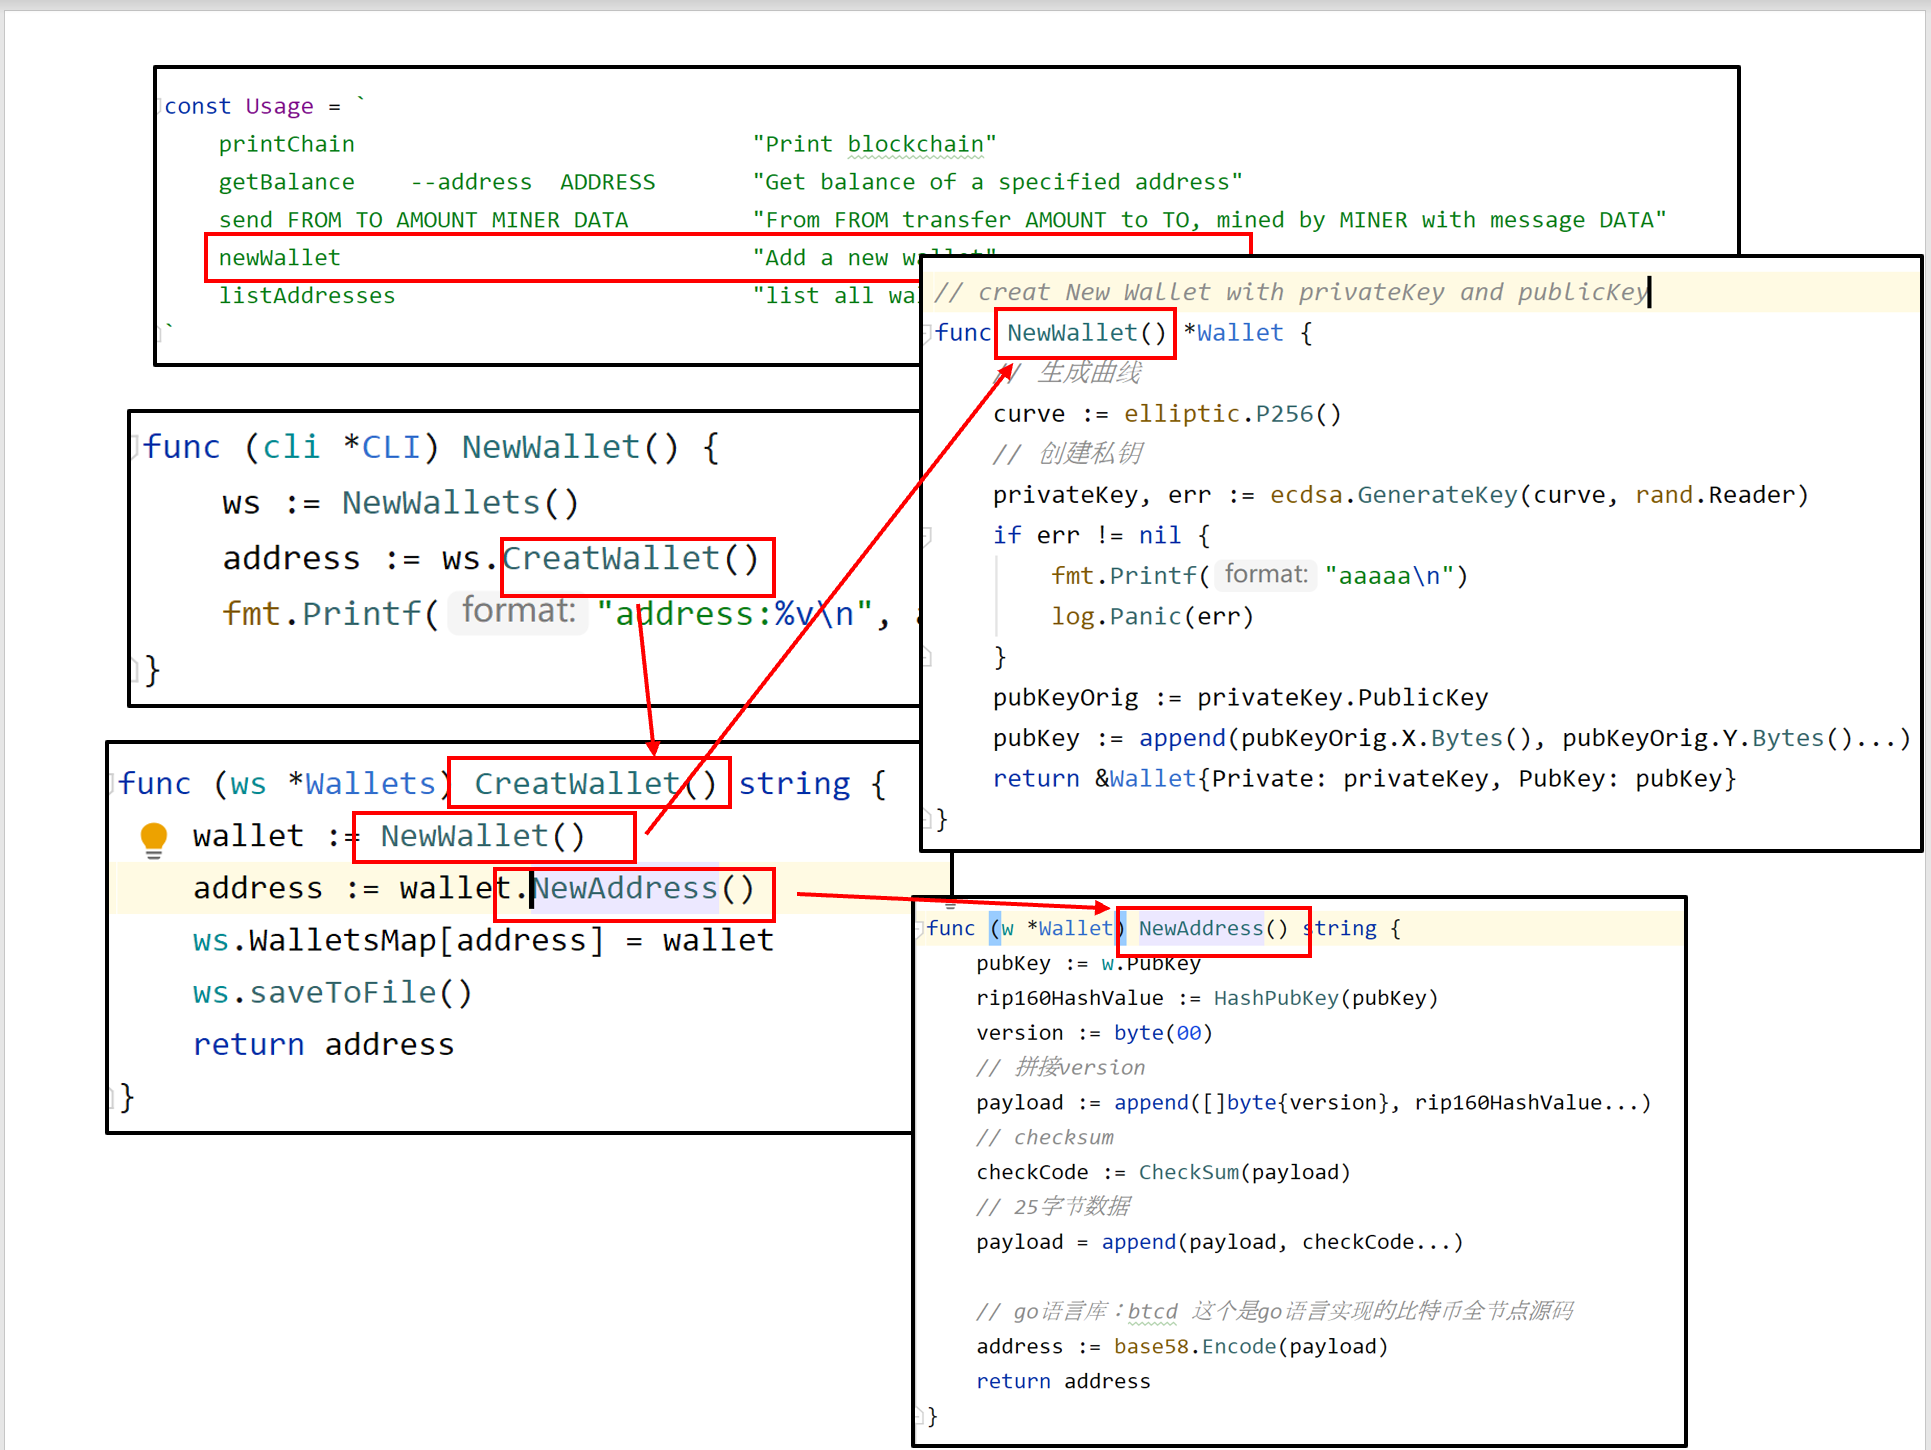 const Usage = `
printChain "Print blockchain"
getBalance --address ADDRESS "Get balance of a specified address"
send FROM TO AMOUNT MINER DATA "From FROM transfer AMOUNT to TO, mined by MINER with message DATA"
newWallet "Add a new wallet"
listAddresses "list all
`
func (cli *CLI) NewWallet() {
ws := NewWallets()
address := ws.CreatWallet()
fmt.Printf( format: "address:%v\n",
}
func (ws *Wallets) CreatWallet() string {
wallet := NewWallet()
address := wallet.NewAddress()
ws.WalletsMap[address] = wallet
ws.saveToFile()
return address
}
// creat New Wallet with privateKey and publicKey
func NewWallet() *Wallet {
// 生成曲线
curve := elliptic.P256()
// 创建私钥
privateKey, err := ecdsa.GenerateKey(curve, rand.Reader)
if err != nil {
fmt.Printf( format: "aaaaa\n")
log.Panic(err)
}
pubKeyOrig := privateKey.PublicKey
pubKey := append(pubKeyOrig.X.Bytes(), pubKeyOrig.Y.Bytes()...)
return &Wallet{Private: privateKey, PubKey: pubKey}
}
func (w *Wallet) NewAddress() string {
pubKey := w.PubKey
rip160HashValue := HashPubKey(pubKey)
version := byte(00)
// 拼接version
payload := append([]byte{version}, rip160HashValue...)
// checksum
checkCode := CheckSum(payload)
// 25字节数据
payload = append(payload, checkCode...)
// go语言库：btcd 这个是go语言实现的比特币全节点源码
address := base58.Encode(payload)
return address
}